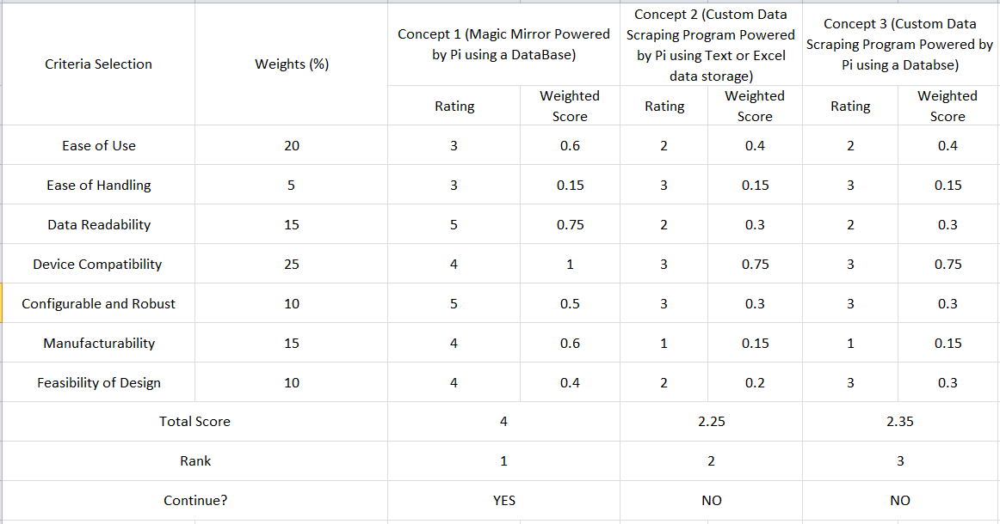 Criteria Selection
Weights (%)
Concept 1 (Magic Mirror Powered
by Pi using a DataBase)
Concept 2 (Custom Data
Scraping Program Powered
by Pi using Text or Excel
data storage)
Concept 3 (Custom Data
Scraping Program Powered by
Pi using a Databse)
Rating
Weighted
Score
Rating
Weighted
Score
Rating
Weighted
Score
Ease of Use 20 3 0.6 2 0.4 2 0.4
Ease of Handling 5 3 0.15 3 0.15 3 0.15
Data Readability 15 5 0.75 2 0.3 2 0.3
Device Compatibility 25 4 1 3 0.75 3 0.75
Configurable and Robust 10 5 0.5 3 0.3 3 0.3
Manufacturability 15 4 0.6 1 0.15 1 0.15
Feasibility of Design 10 4 0.4 2 0.2 3 0.3
Total Score 4 2.25 2.35
Rank 1 2 3
Continue? YES NO NO